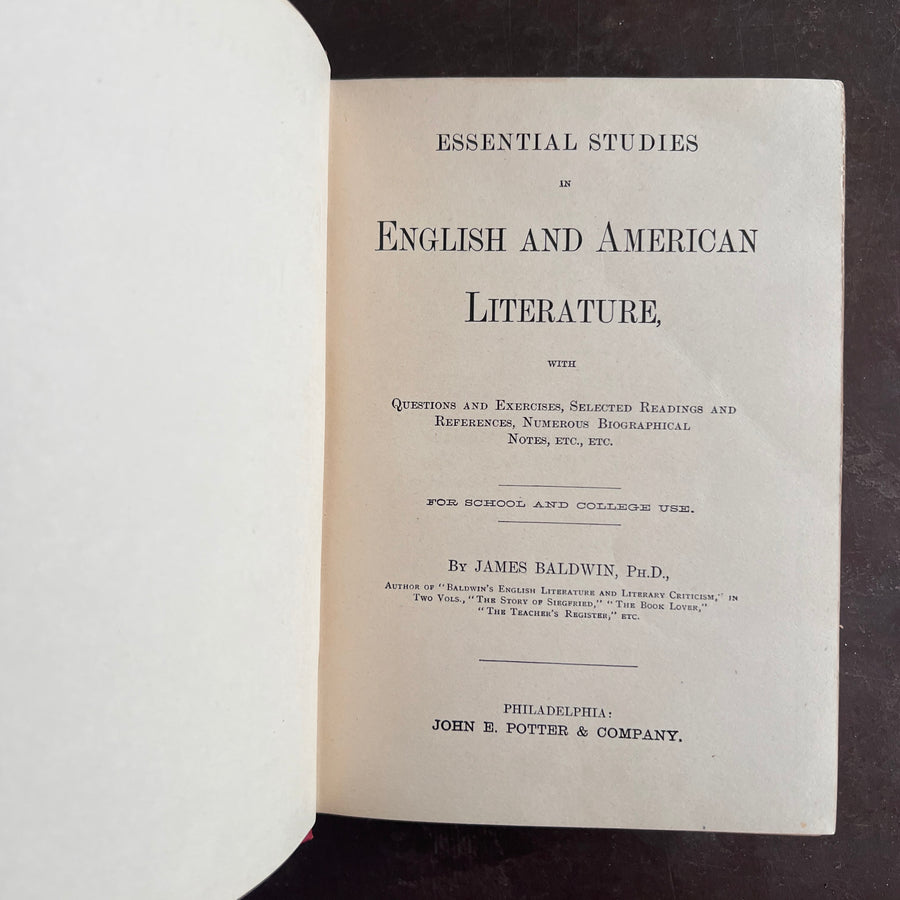 ESSENTIAL STUDIES
IN
ENGLISH AND AMERICAN
LITERATURE,
WITH
QUESTIONS AND EXERCISES, SELECTED READINGS AND
REFERENCES, NUMEROUS BIOGRAPHICAL
NOTES, ETC., ETC.
FOR SCHOOL AND COLLEGE USE.
BY JAMES BALDWIN, PH.D.,
AUTHOR OF "BALDWIN'S ENGLISH LITERATURE AND LITERARY CRITICISM," IN
TWO VOLS., "THE STORY OF SIEGFRIED," "THE BOOK LOVER,"
"THE TEACHER'S REGISTER," ETC.
PHILADELPHIA:
JOHN E. POTTER & COMPANY.